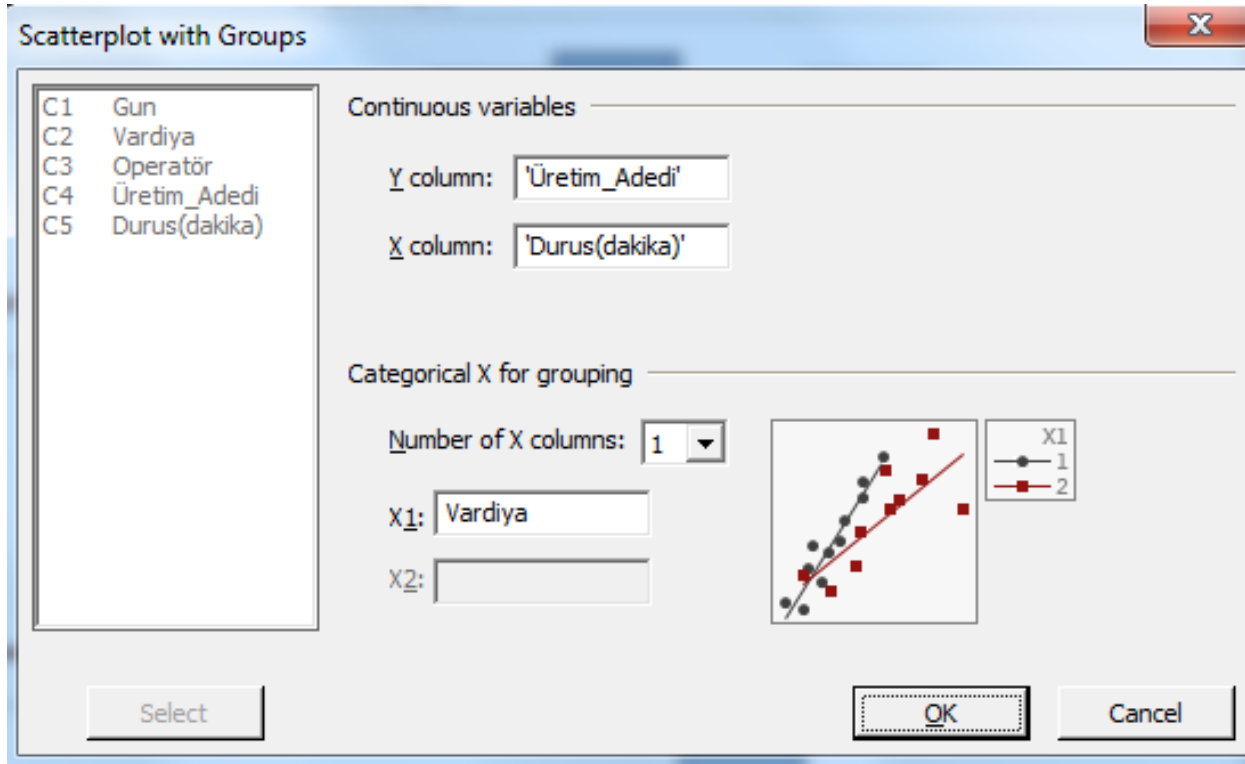 Scatterplot with Groups
C1 Gun
C2 Vardiya
C3 Operatör
C4 Üretim_Adedi
C5 Durus(dakika)
Continuous variables
Y column: 'Üretim_Adedi'
X column: 'Durus(dakika)'
Categorical X for grouping
Number of X columns: 1
X1: Vardiya
X2:
X1
1
2
Select
OK
Cancel